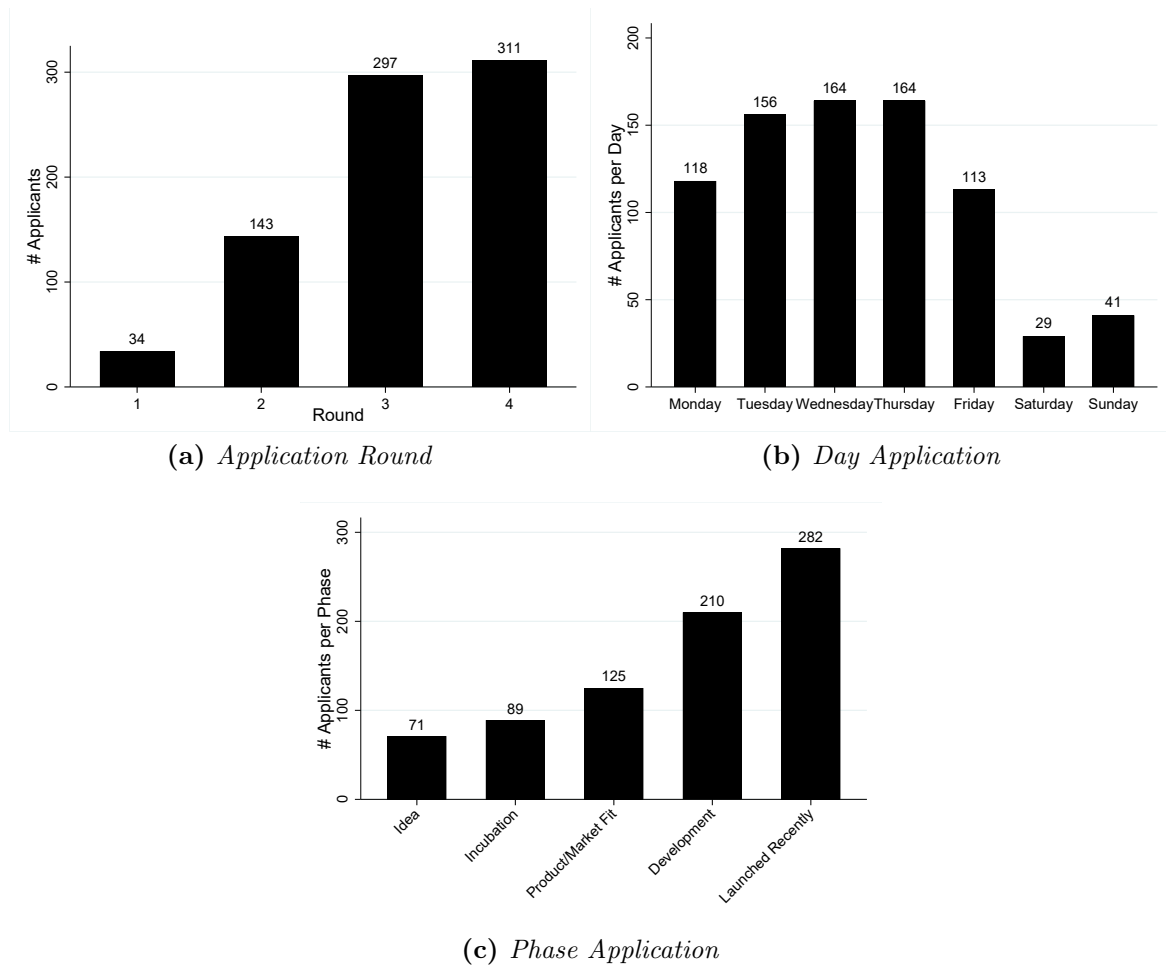 # Applicants
0 100 200 300
34
143
297
311
1 2 3 4
Round
(a) Application Round
# Applicants per Day
0 50 100 150 200
118
156
164
164
113
29
41
Monday Tuesday Wednesday Thursday Friday Saturday Sunday
(b) Day Application
# Applicants per Phase
0 100 200 300
71
89
125
210
282
Idea
Incubation
Product/Market Fit
Development
Launched Recently
(c) Phase Application